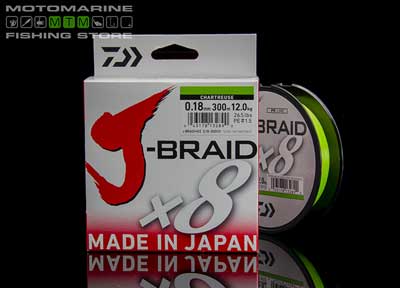 MOTOMARINE
MTM
FISHING STORE
DAIWA
CHARTREUSE
0.18mm 300m 12.0kg
26.5lbs
PE#1.5
J-BRAID
x8
MADE IN JAPAN
-BRAID
x8